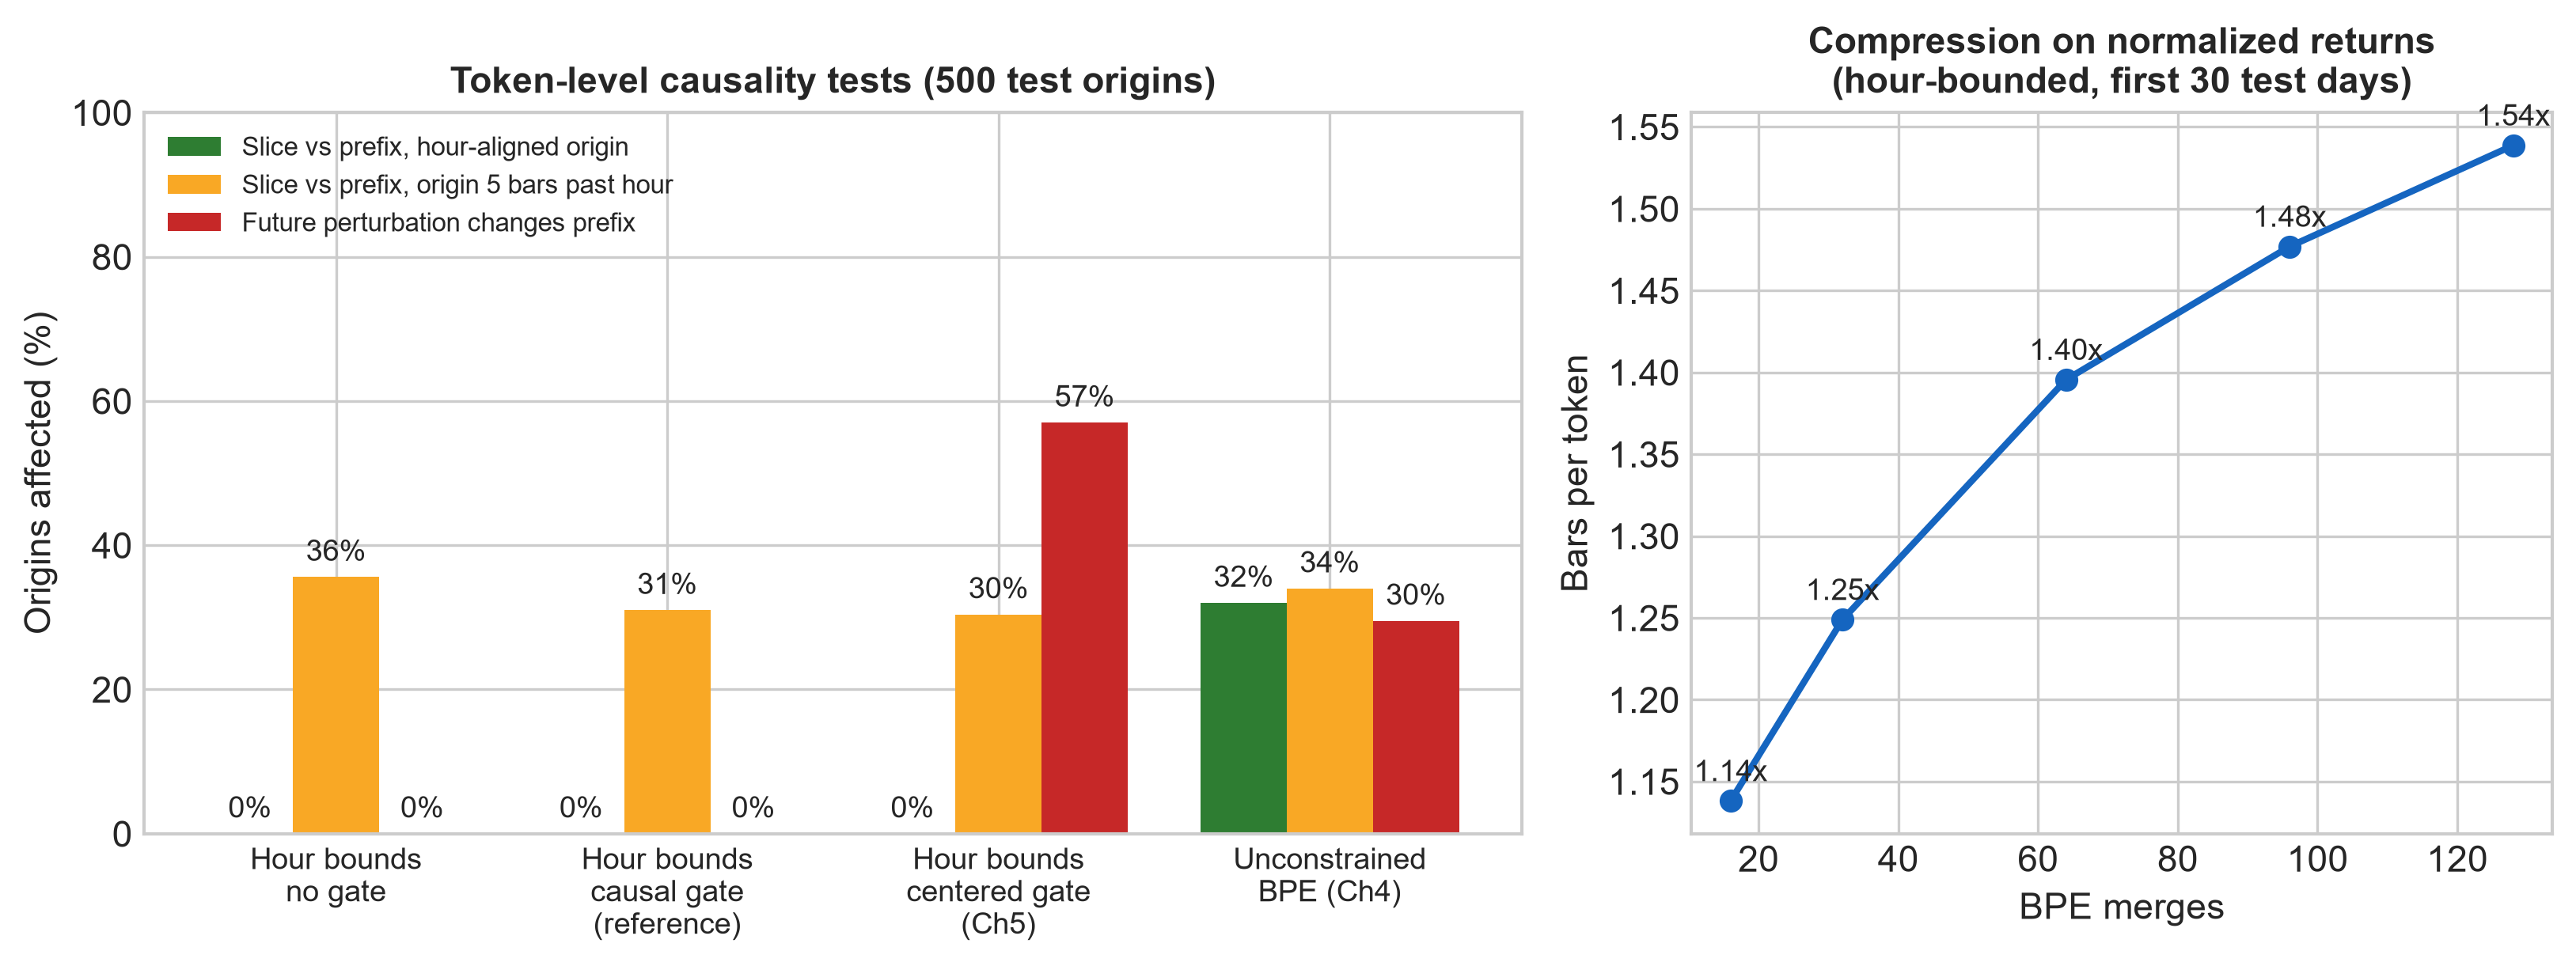 Token-level causality tests (500 test origins)
Origins affected (%)
100
80
60
40
20
0
Slice vs prefix, hour-aligned origin
Slice vs prefix, origin 5 bars past hour
Future perturbation changes prefix
0%
36%
0%
0%
31%
0%
0%
30%
57%
32%
34%
30%
Hour bounds
no gate
Hour bounds
causal gate
(reference)
Hour bounds
centered gate
(Ch5)
Unconstrained
BPE (Ch4)
Compression on normalized returns
(hour-bounded, first 30 test days)
Bars per token
1.55
1.50
1.45
1.40
1.35
1.30
1.25
1.20
1.15
1.14x
1.25x
1.40x
1.48x
1.54x
20
40
60
80
100
120
BPE merges